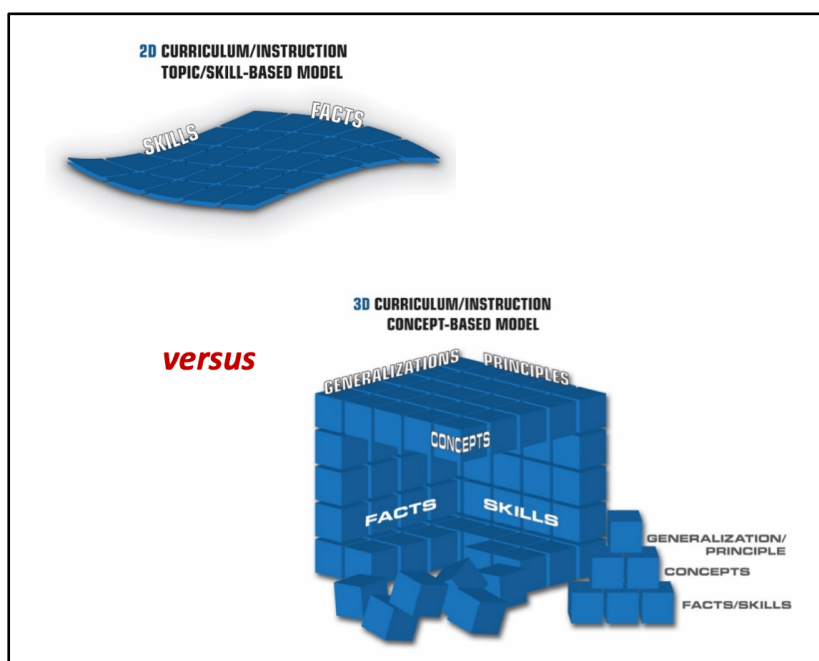 2D CURRICULUM/INSTRUCTION
TOPIC/SKILL-BASED MODEL
SKILLS
FACTS
versus
3D CURRICULUM/INSTRUCTION
CONCEPT-BASED MODEL
GENERALIZATIONS
PRINCIPLES
CONCEPTS
FACTS
SKILLS
GENERALIZATION/
PRINCIPLE
CONCEPTS
FACTS/SKILLS